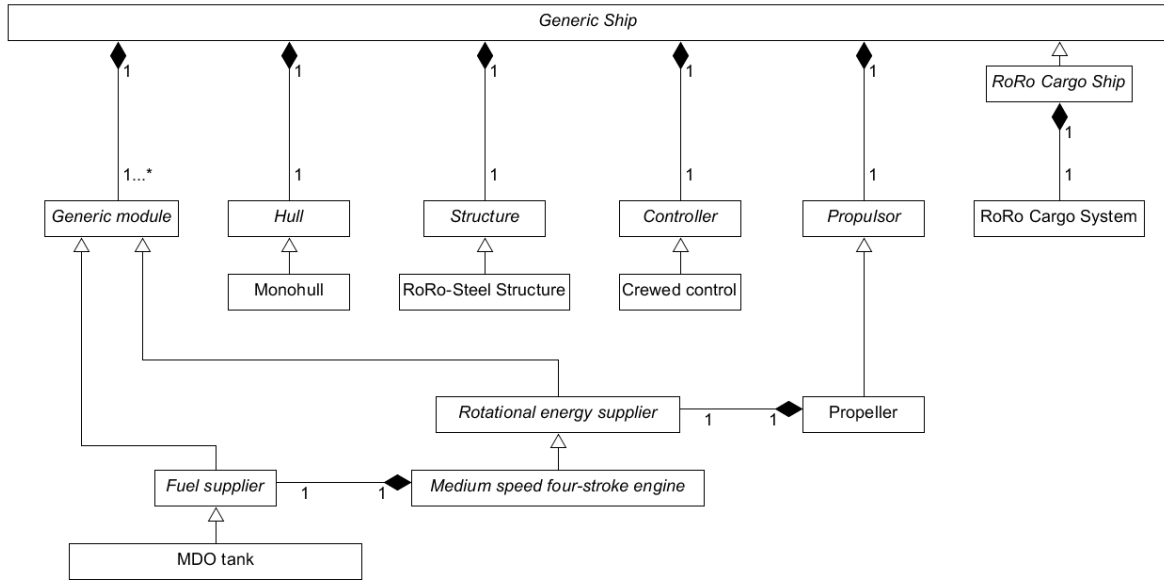 Generic Ship
1
1
1
1
1
RoRo Cargo Ship
1
1...*
1
1
1
1
1
Generic module
Hull
Structure
Controller
Propulsor
RoRo Cargo System
Monohull
RoRo-Steel Structure
Crewed control
Rotational energy supplier
1
1
Propeller
Fuel supplier
1
1
Medium speed four-stroke engine
MDO tank